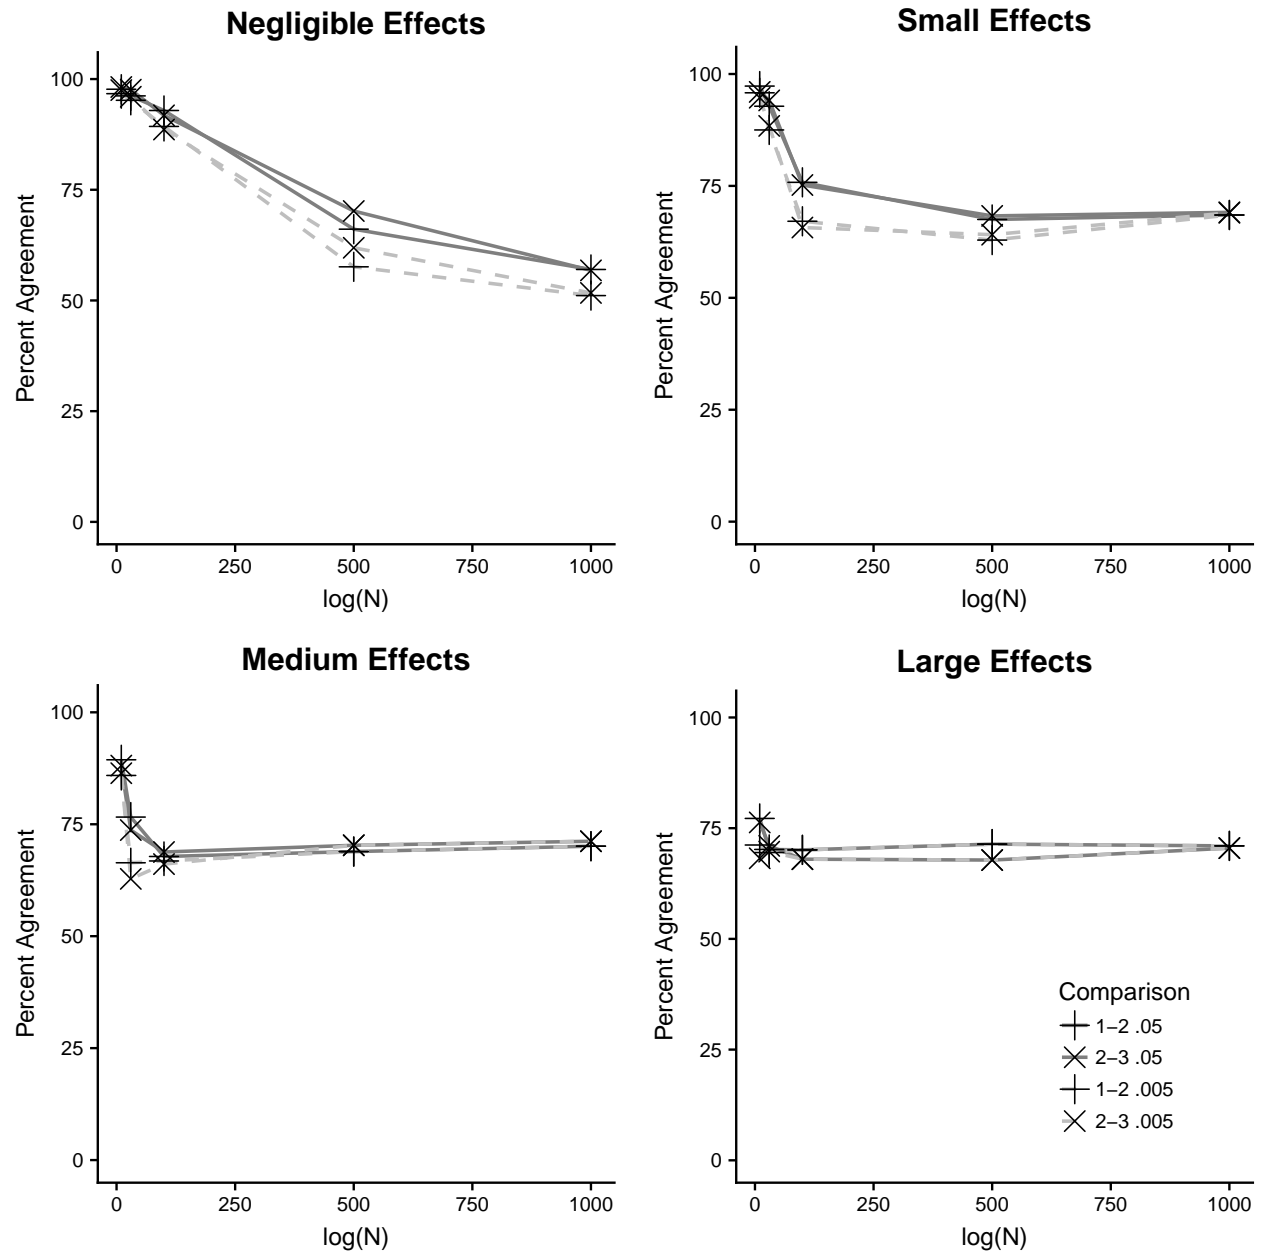 Negligible Effects
Percent Agreement
100
75
50
25
0
0 250 500 750 1000
log(N)
Small Effects
Percent Agreement
100
75
50
25
0
0 250 500 750 1000
log(N)
Medium Effects
Percent Agreement
100
75
50
25
0
0 250 500 750 1000
log(N)
Large Effects
Percent Agreement
100
75
50
25
0
Comparison
1−2 .05
2−3 .05
1−2 .005
2−3 .005
0 250 500 750 1000
log(N)